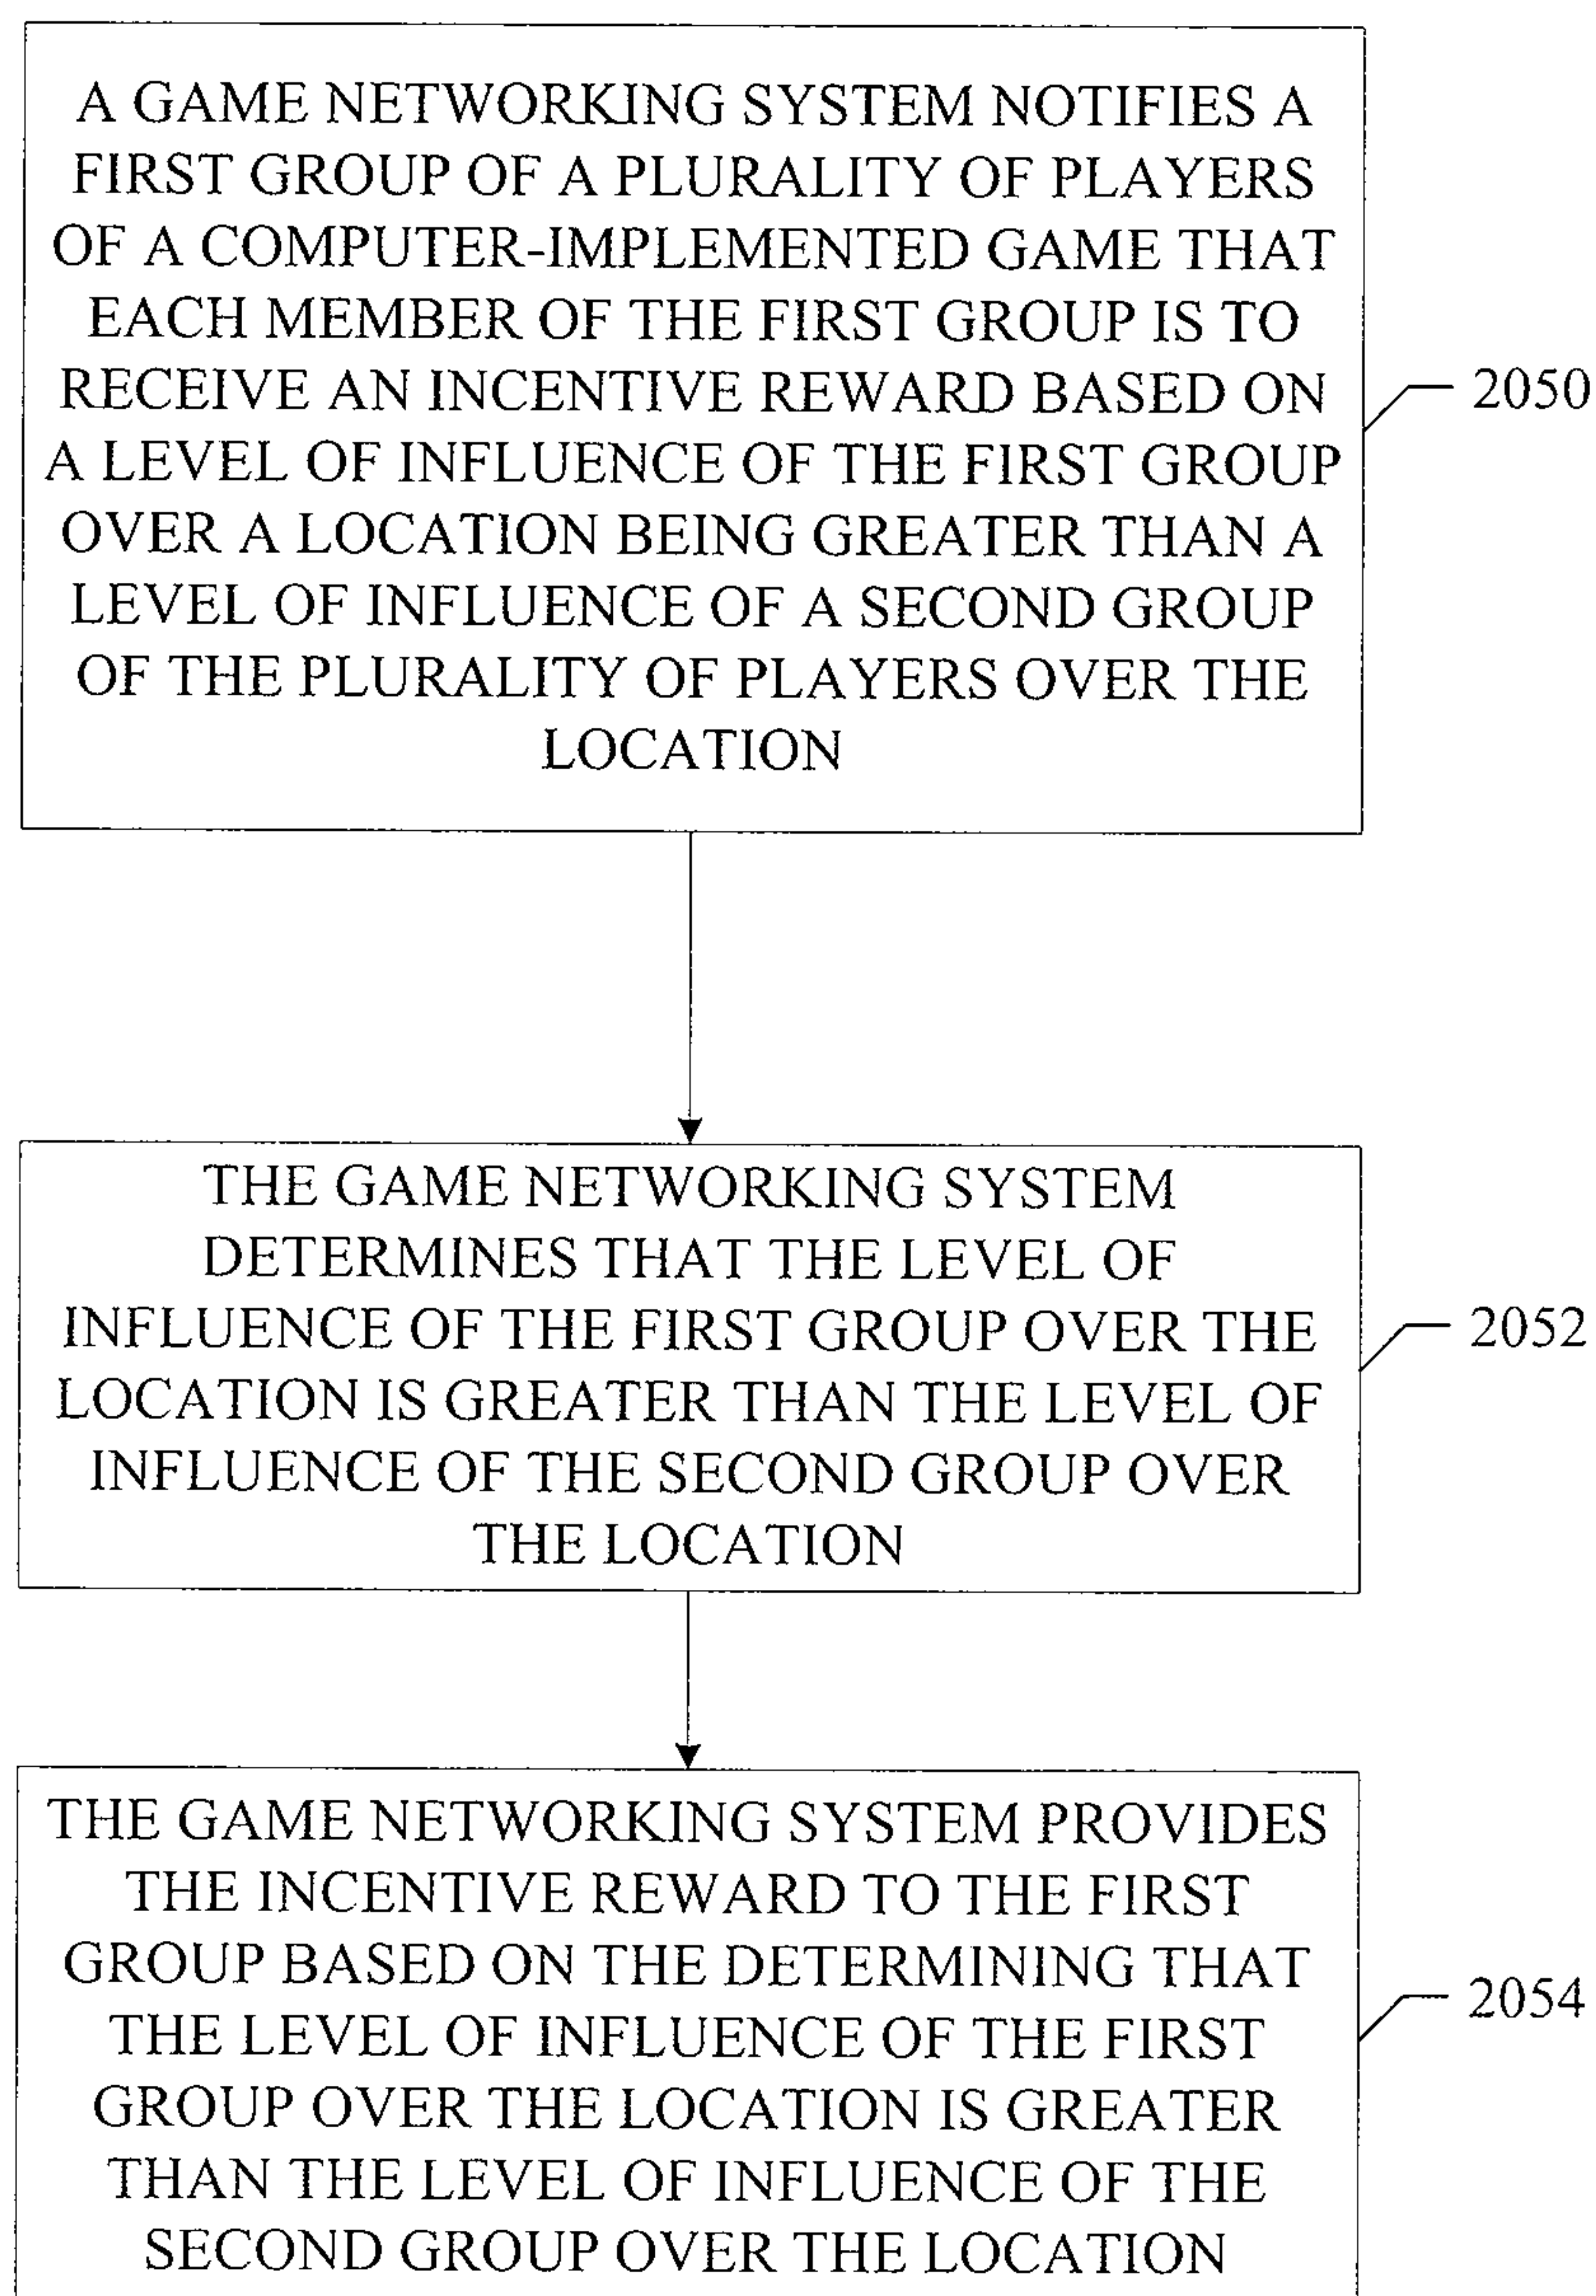 A GAME NETWORKING SYSTEM NOTIFIES A
FIRST GROUP OF A PLURALITY OF PLAYERS
OF A COMPUTER-IMPLEMENTED GAME THAT
EACH MEMBER OF THE FIRST GROUP IS TO
RECEIVE AN INCENTIVE REWARD BASED ON
A LEVEL OF INFLUENCE OF THE FIRST GROUP
OVER A LOCATION BEING GREATER THAN A
LEVEL OF INFLUENCE OF A SECOND GROUP
OF THE PLURALITY OF PLAYERS OVER THE
LOCATION
2050
THE GAME NETWORKING SYSTEM
DETERMINES THAT THE LEVEL OF
INFLUENCE OF THE FIRST GROUP OVER THE
LOCATION IS GREATER THAN THE LEVEL OF
INFLUENCE OF THE SECOND GROUP OVER
THE LOCATION
2052
THE GAME NETWORKING SYSTEM PROVIDES
THE INCENTIVE REWARD TO THE FIRST
GROUP BASED ON THE DETERMINING THAT
THE LEVEL OF INFLUENCE OF THE FIRST
GROUP OVER THE LOCATION IS GREATER
THAN THE LEVEL OF INFLUENCE OF THE
SECOND GROUP OVER THE LOCATION
2054